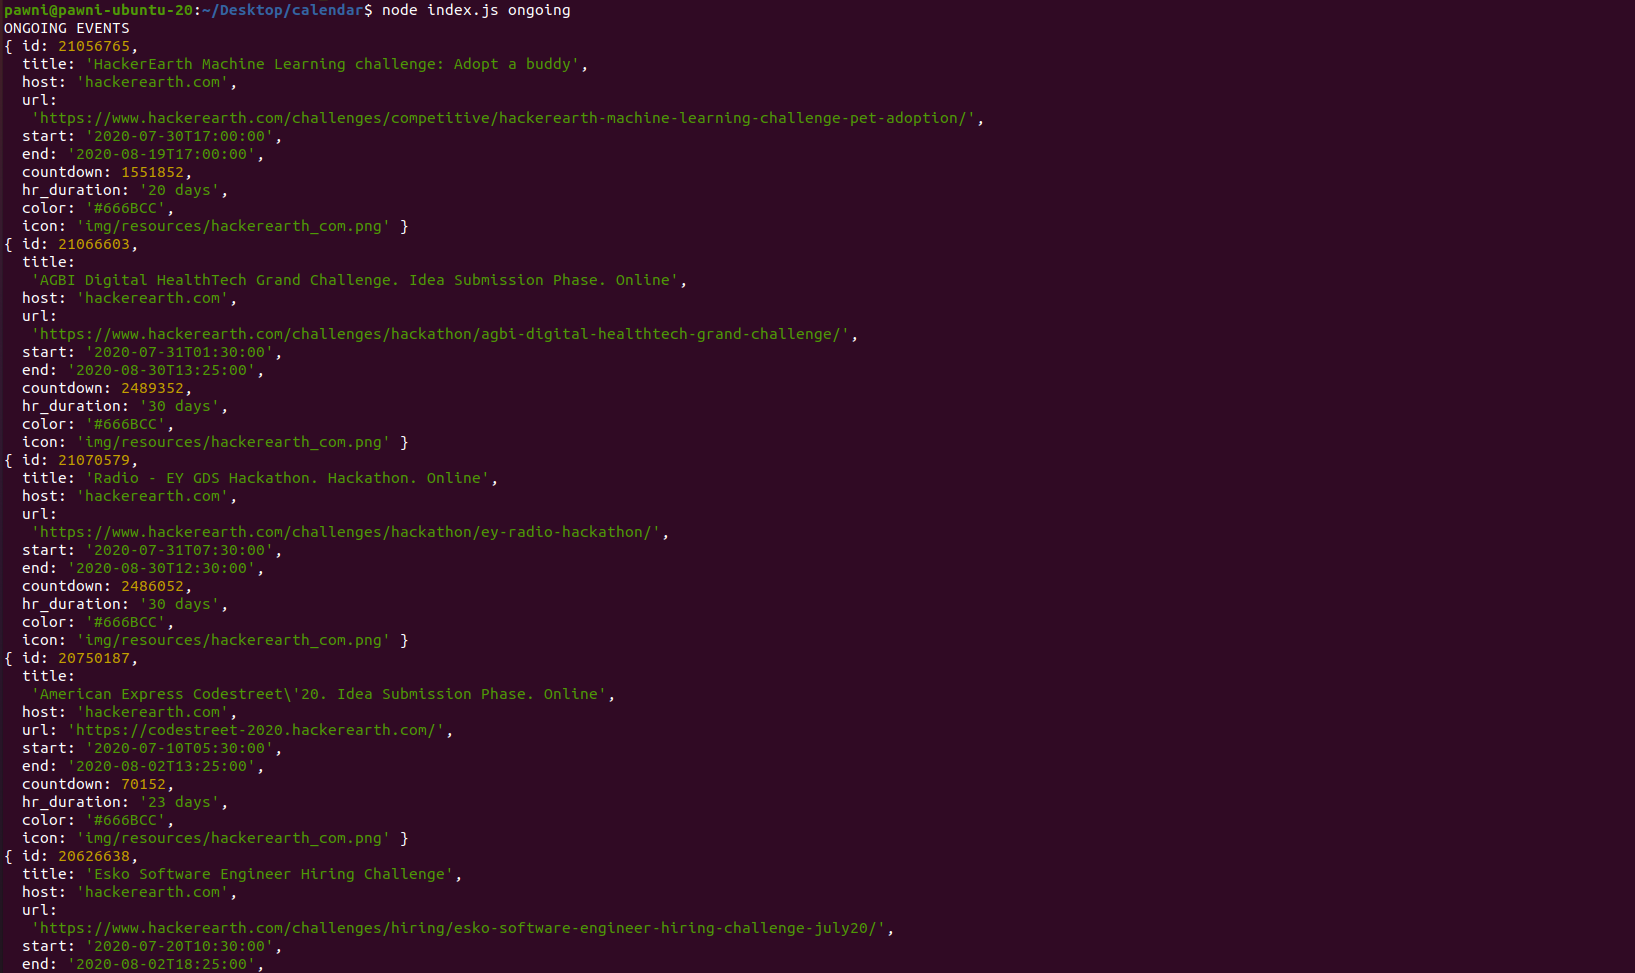 pawni@pawni-ubuntu-20:~/Desktop/calendar$ node index.js ongoing
ONGOING EVENTS
{ id: 21056765,
  title: 'HackerEarth Machine Learning challenge: Adopt a buddy',
  host: 'hackerearth.com',
  url:
   'https://www.hackerearth.com/challenges/competitive/hackerearth-machine-learning-challenge-pet-adoption/',
  start: '2020-07-30T17:00:00',
  end: '2020-08-19T17:00:00',
  countdown: 1551852,
  hr_duration: '20 days',
  color: '#666BCC',
  icon: 'img/resources/hackerearth_com.png' }
{ id: 21066603,
  title:
   'AGBI Digital HealthTech Grand Challenge. Idea Submission Phase. Online',
  host: 'hackerearth.com',
  url:
   'https://www.hackerearth.com/challenges/hackathon/agbi-digital-healthtech-grand-challenge/',
  start: '2020-07-31T01:30:00',
  end: '2020-08-30T13:25:00',
  countdown: 2489352,
  hr_duration: '30 days',
  color: '#666BCC',
  icon: 'img/resources/hackerearth_com.png' }
{ id: 21070579,
  title: 'Radio - EY GDS Hackathon. Hackathon. Online',
  host: 'hackerearth.com',
  url:
   'https://www.hackerearth.com/challenges/hackathon/ey-radio-hackathon/',
  start: '2020-07-31T07:30:00',
  end: '2020-08-30T12:30:00',
  countdown: 2486052,
  hr_duration: '30 days',
  color: '#666BCC',
  icon: 'img/resources/hackerearth_com.png' }
{ id: 20750187,
  title:
   'American Express Codestreet\'20. Idea Submission Phase. Online',
  host: 'hackerearth.com',
  url: 'https://codestreet-2020.hackerearth.com/',
  start: '2020-07-10T05:30:00',
  end: '2020-08-02T13:25:00',
  countdown: 70152,
  hr_duration: '23 days',
  color: '#666BCC',
  icon: 'img/resources/hackerearth_com.png' }
{ id: 20626638,
  title: 'Esko Software Engineer Hiring Challenge',
  host: 'hackerearth.com',
  url:
   'https://www.hackerearth.com/challenges/hiring/esko-software-engineer-hiring-challenge-july20/',
  start: '2020-07-20T10:30:00',
  end: '2020-08-02T18:25:00',